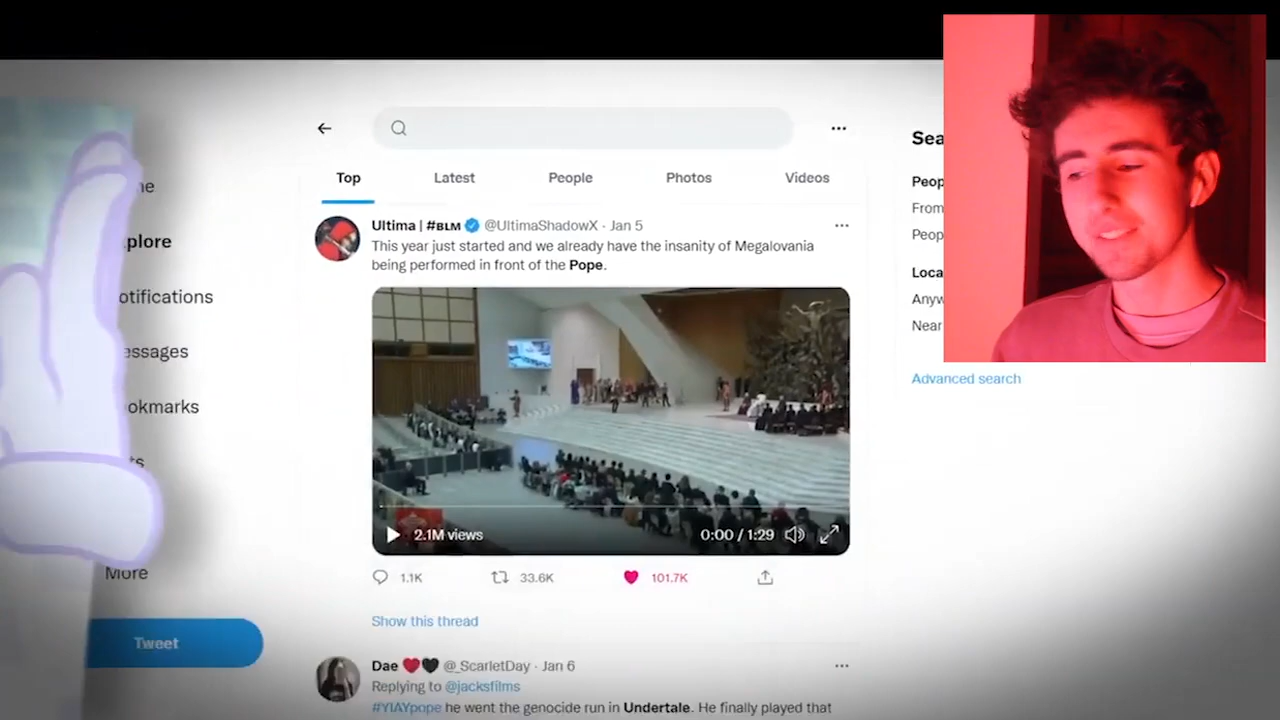 me
plore
otifications
essages
okmarks
ts
More
Tweet
Top Latest People Photos Videos
Ultima | #BLM @UltimaShadowX · Jan 5
This year just started and we already have the insanity of Megalovania
being performed in front of the Pope.
2.1M views 0:00 / 1:29
1.1K 33.6K 101.7K
Show this thread
Dae @_ScarletDay · Jan 6
Replying to @jacksfilms
#YIAYpope he went the genocide run in Undertale. He finally played that
Sea
Peop
From
Peop
Loca
Anyw
Near
Advanced search